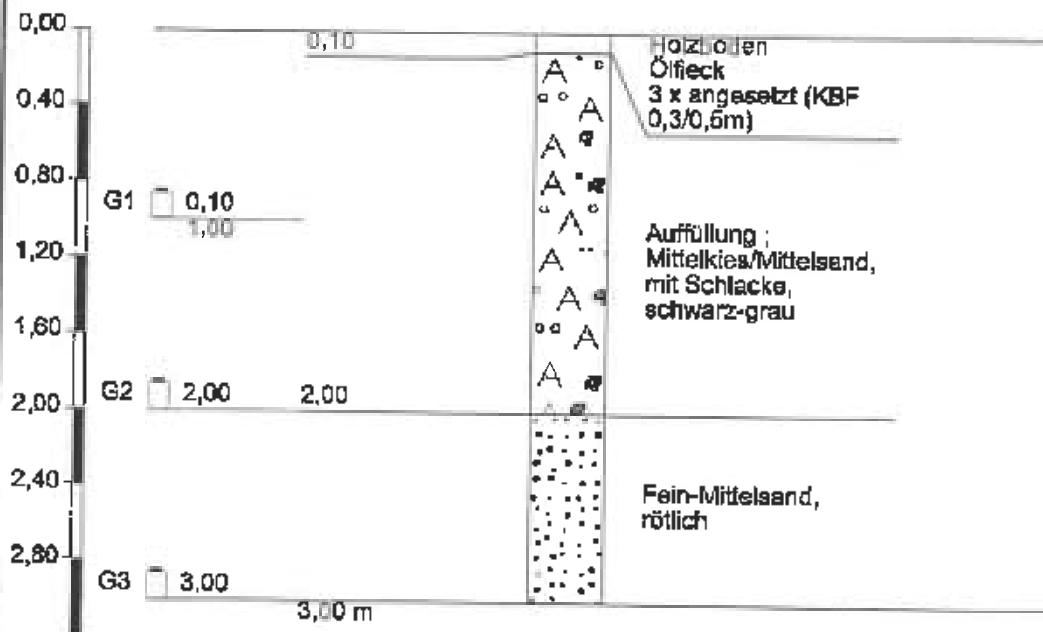 0,00
0,10
Holzboden
Ölfleck
3 x angesetzt (KBF
0,3/0,5m)
0,40
0,80
G1 0,10
1,00
1,20
Auffüllung ;
Mittelkies/Mittelsand,
mit Schlacke,
schwarz-grau
1,60
G2 2,00 2,00
2,00
2,40
Fein-Mittelsand,
rötlich
2,80
G3 3,00
3,00 m